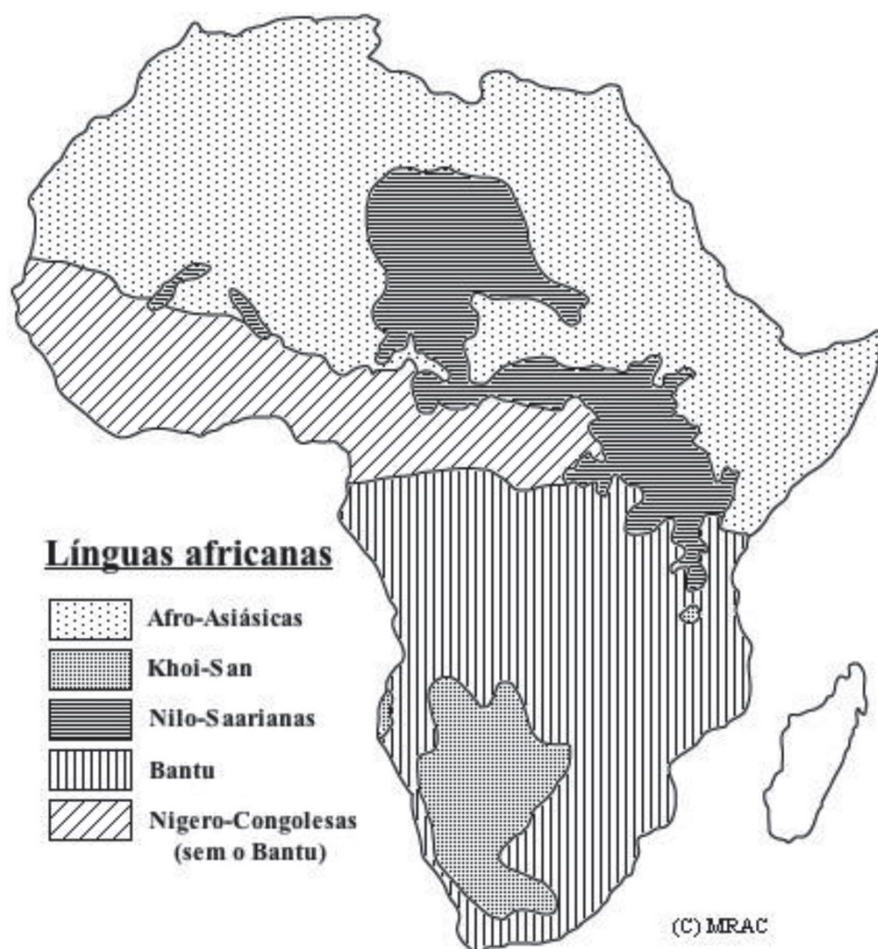 Línguas africanas
Afro-Asiásicas
Khoi-San
Nilo-Saarianas
Bantu
Nigero-Congolesas
(sem o Bantu)
(C) MRAC